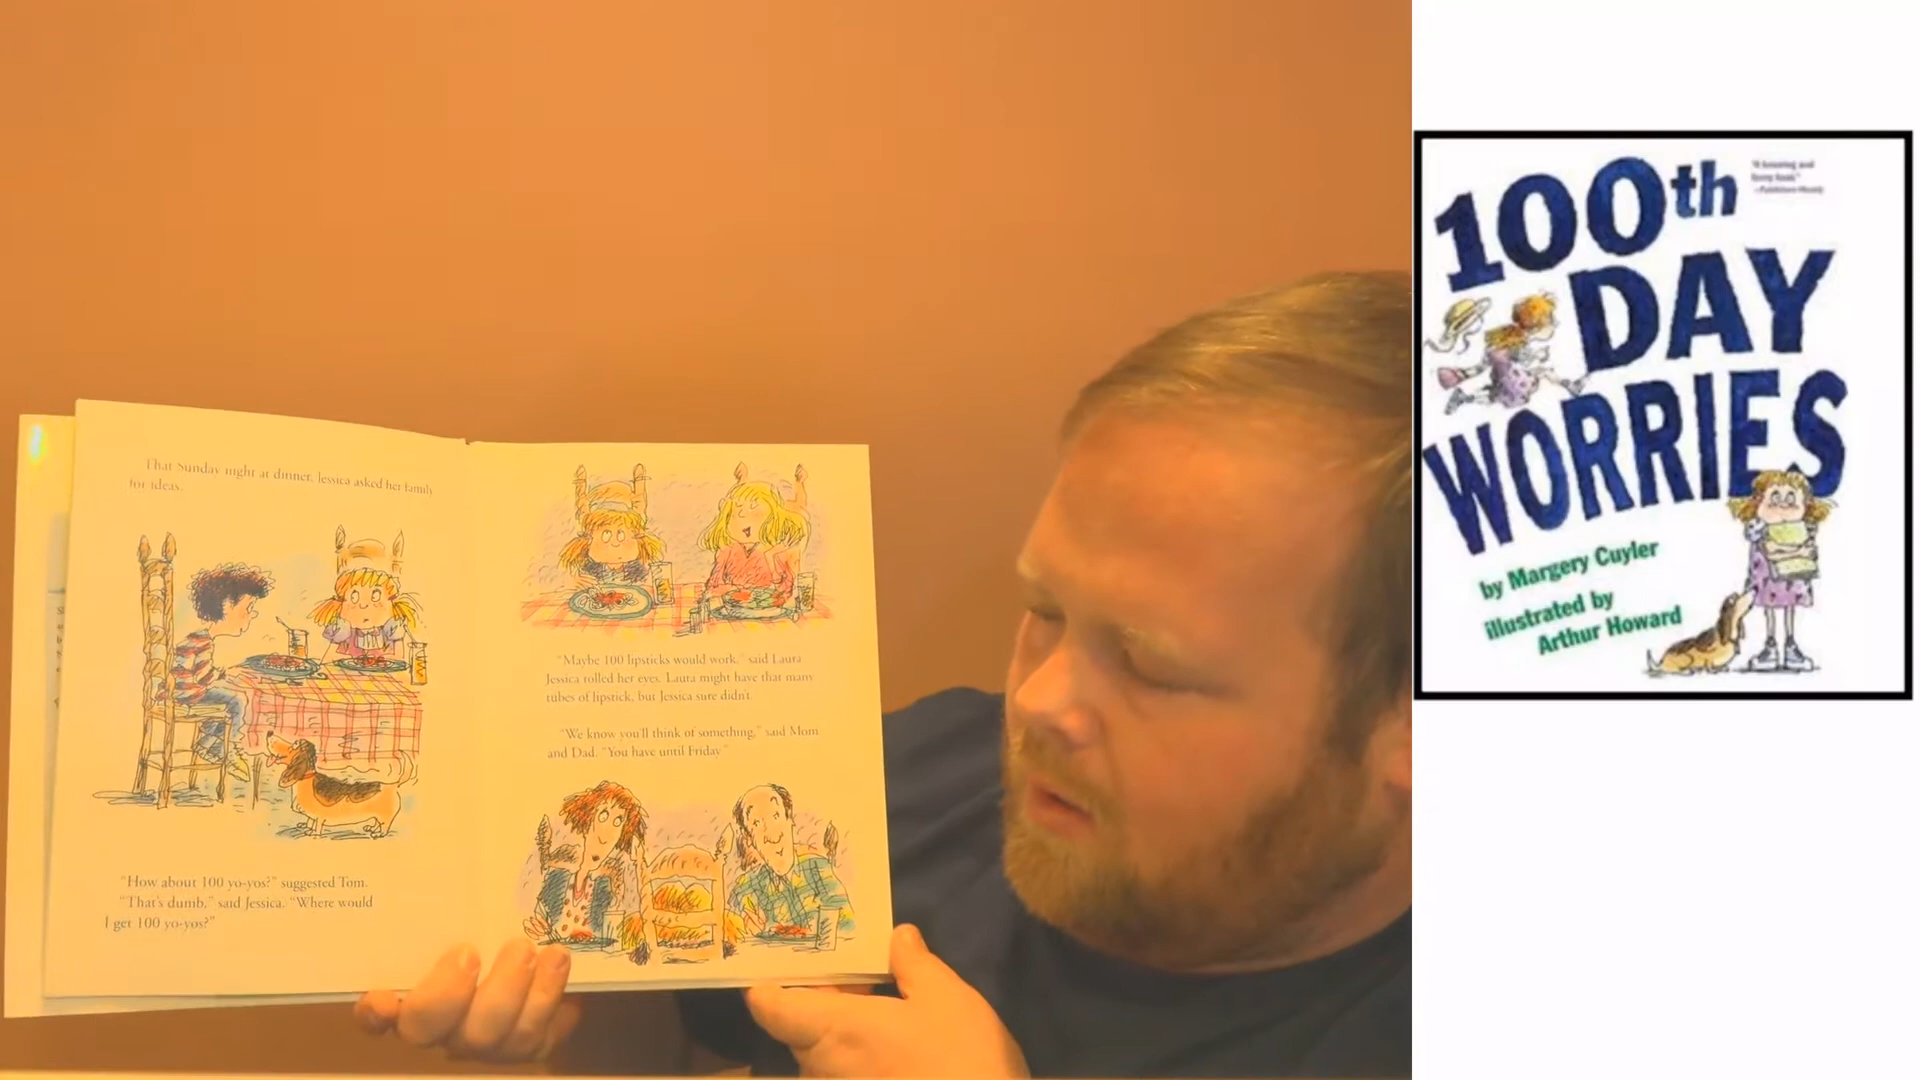 That Sunday night at dinner, Jessica asked her family
for ideas.
"How about 100 yo-yos?" suggested Tom.
"That's dumb," said Jessica. "Where would
I get 100 yo-yos?"
"Maybe 100 lipsticks would work," said Laura
Jessica rolled her eyes. Laura might have that many
tubes of lipstick, but Jessica sure didn't.
"We know you'll think of something," said Mom
and Dad. "You have until Friday."
100th
DAY
WORRIES
by Margery Cuyler
illustrated by
Arthur Howard